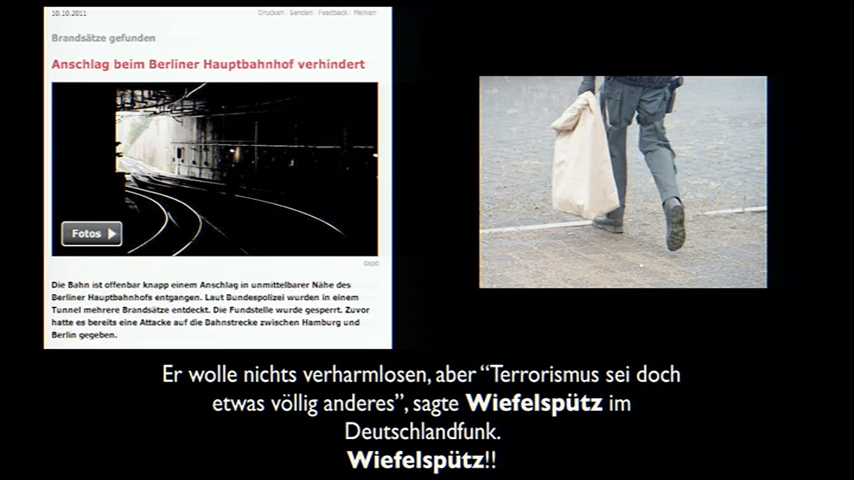 10.10.2011
Drucken | Senden | Feedback | Merken
Brandsätze gefunden
Anschlag beim Berliner Hauptbahnhof verhindert
Fotos
dapd
Die Bahn ist offenbar knapp einem Anschlag in unmittelbarer Nähe des
Berliner Hauptbahnhofs entgangen. Laut Bundespolizei wurden in einem
Tunnel mehrere Brandsätze entdeckt. Die Fundstelle wurde gesperrt. Zuvor
hatte es bereits eine Attacke auf die Bahnstrecke zwischen Hamburg und
Berlin gegeben.
Er wolle nichts verharmlosen, aber “Terrorismus sei doch
etwas völlig anderes”, sagte Wiefelspütz im
Deutschlandfunk.
Wiefelspütz!!